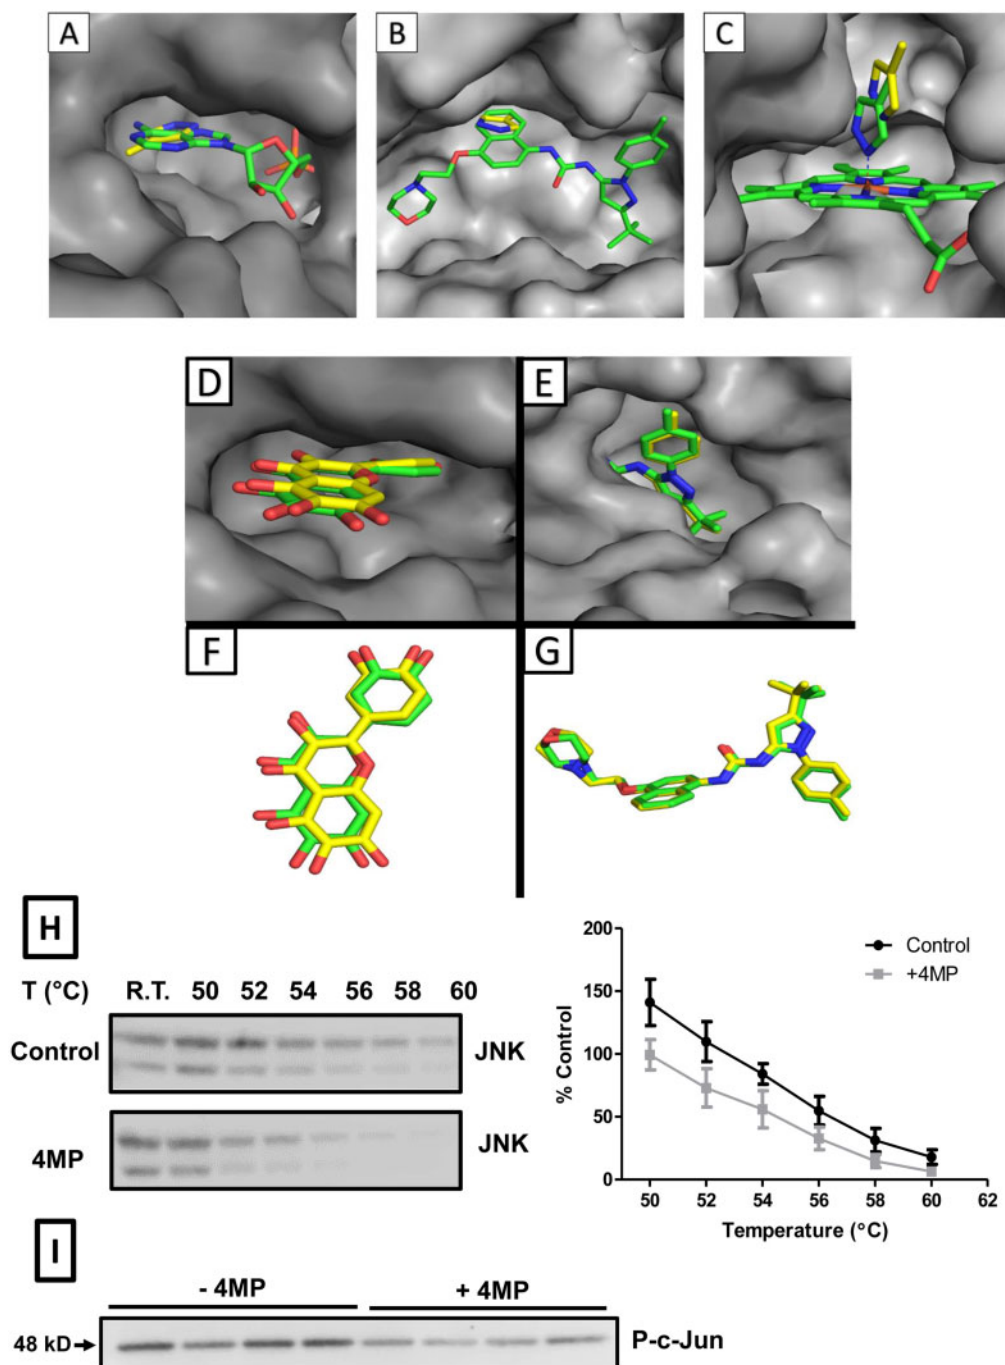 A
B
C
D
E
F
G
H
T (°C) R.T. 50 52 54 56 58 60
Control JNK
4MP JNK
200
150
100
50
0
% Control
Control
+4MP
50 52 54 56 58 60 62
Temperature (°C)
I
- 4MP + 4MP
48 kD P-c-Jun